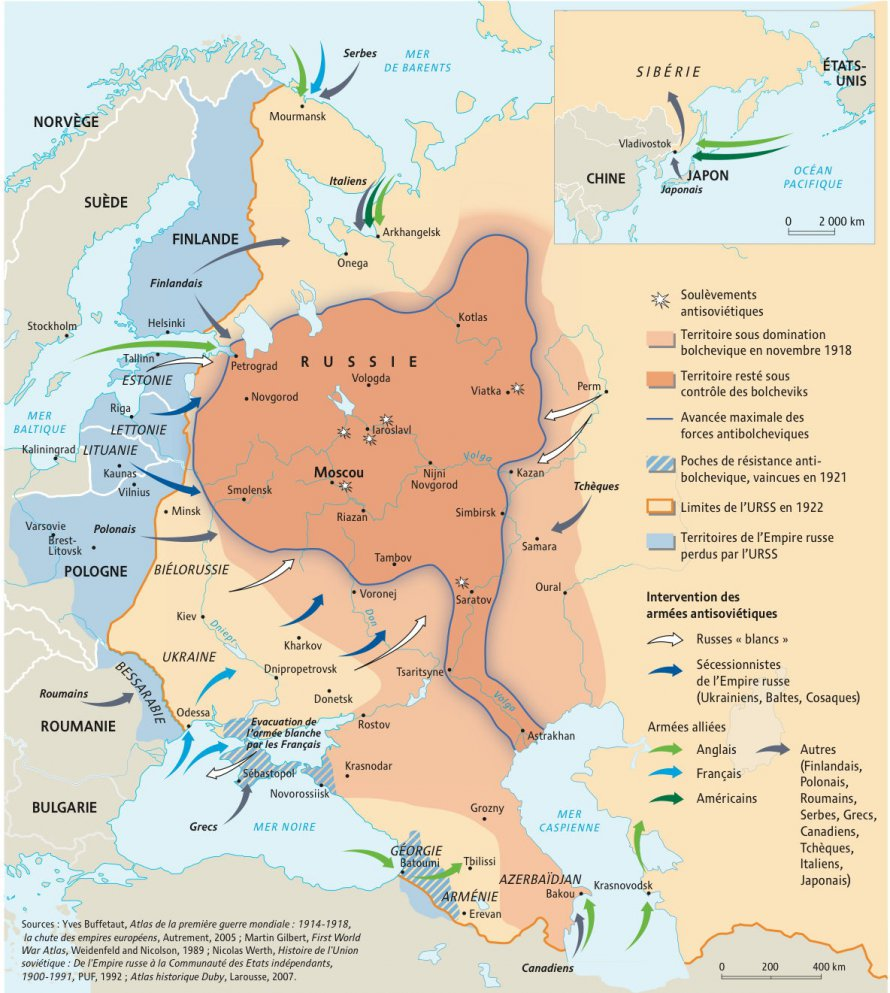 Serbes
MER
DE BARENTS
Mourmansk
NORVÈGE
SUÈDE
FINLANDE
Italiens
Arkhangelsk
Onega
Finlandais
Stockholm
Helsinki
Tallinn
ESTONIE
Petrograd
RUSSIE
Vologda
Kotlas
Viatka
Perm
Novgorod
Iaroslavl
MER
BALTIQUE
Riga
LETTONIE
LITUANIE
Kaliningrad
Kaunas
Vilnius
Moscou
Nijni
Novgorod
Volga
Kazan
Tchèques
Smolensk
Riazan
Simbirsk
Samara
Minsk
Varsovie
Polonais
Brest-
Litovsk
POLOGNE
BIÉLORUSSIE
Tambov
Voronej
Saratov
Oural
Kiev
Dniepr
Kharkov
Don
UKRAINE
Dnipropetrovsk
Tsaritsyne
Volga
Donetsk
BESSARABIE
Roumains
ROUMANIE
Odessa
Evacuation de
l'armée blanche
par les Français
Rostov
Astrakhan
Sébastopol
Krasnodar
Novorossiisk
BULGARIE
Grecs
MER NOIRE
Grozny
MER
CASPIENNE
GÉORGIE
Batoumi
Tbilissi
ARMÉNIE
Erevan
AZERBAÏDJAN
Bakou
Krasnovodsk
Canadiens
SIBÉRIE
ÉTATS-
UNIS
Vladivostok
CHINE
JAPON
Japonais
OCÉAN
PACIFIQUE
0 2 000 km
Soulèvements
antisoviétiques
Territoire sous domination
bolchevique en novembre 1918
Territoire resté sous
contrôle des bolcheviks
Avancée maximale des
forces antibolcheviques
Poches de résistance anti-
bolchevique, vaincues en 1921
Limites de l'URSS en 1922
Territoires de l'Empire russe
perdus par l'URSS
Intervention des
armées antisoviétiques
Russes « blancs »
Sécessionnistes
de l'Empire russe
(Ukrainiens, Baltes, Cosaques)
Armées alliées
Anglais
Français
Américains
Autres
(Finlandais,
Polonais,
Roumains,
Serbes, Grecs,
Canadiens,
Tchèques,
Italiens,
Japonais)
0 200 400 km
Sources : Yves Buffetaut, Atlas de la première guerre mondiale : 1914-1918,
la chute des empires européens, Autrement, 2005 ; Martin Gilbert, First World
War Atlas, Weidenfeld and Nicolson, 1989 ; Nicolas Werth, Histoire de l'Union
soviétique : De l'Empire russe à la Communauté des Etats indépendants,
1900-1991, PUF, 1992 ; Atlas historique Duby, Larousse, 2007.